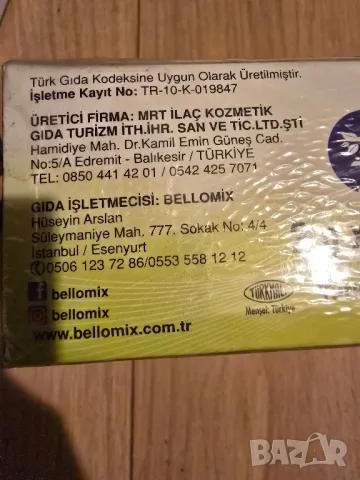 Türk Gıda Kodeksine Uygun Olarak Üretilmiştir.
İşletme Kayıt No: TR-10-K-019847
ÜRETİCİ FİRMA: MRT İLAÇ KOZMETİK
GIDA TURİZM İTH.İHR. SAN VE TİC.LTD.ŞTİ
Hamidiye Mah. Dr.Kamil Emin Güneş Cad.
No:5/A Edremit - Balıkesir / TÜRKİYE
TEL: 0850 441 42 01 / 0542 425 7071
GIDA İŞLETMECİSİ: BELLOMIX
Hüseyin Arslan
Süleymaniye Mah. 777. Sokak No: 4/4
İstanbul / Esenyurt
0506 123 72 86/0553 558 12 12
bellomix
bellomix
www.bellomix.com.tr
TÜRKMALI
Menşei: Türkiye
BAZAR
bg